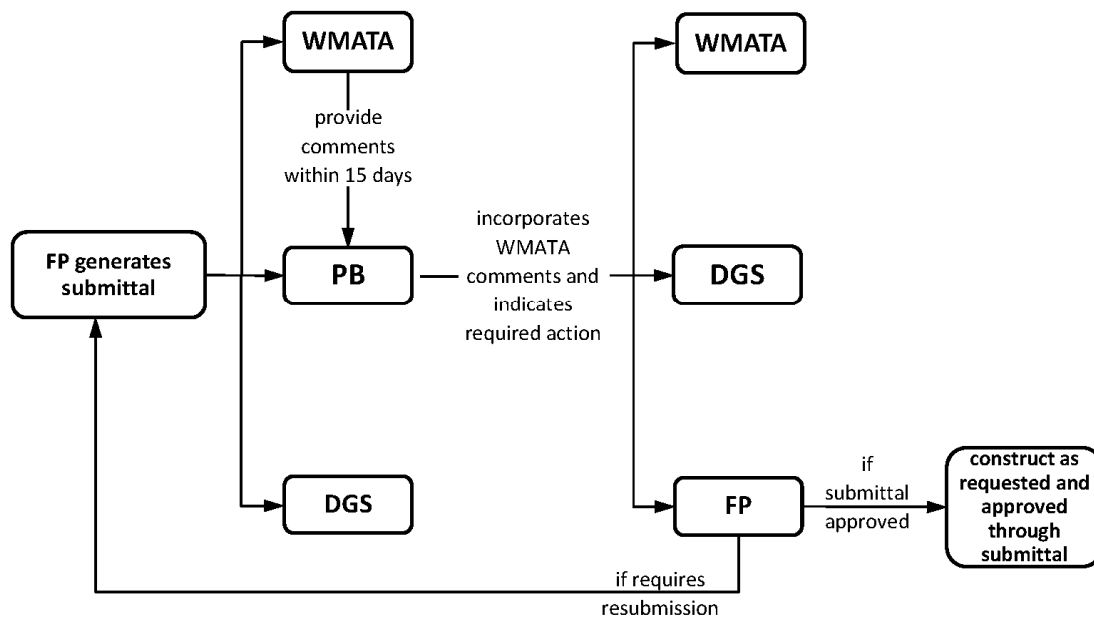 WMATA
provide
comments
within 15 days
FP generates
submittal
PB
DGS
incorporates
WMATA
comments and
indicates
required action
WMATA
DGS
FP
if
submittal
approved
construct as
requested and
approved
through
submittal
if requires
resubmission